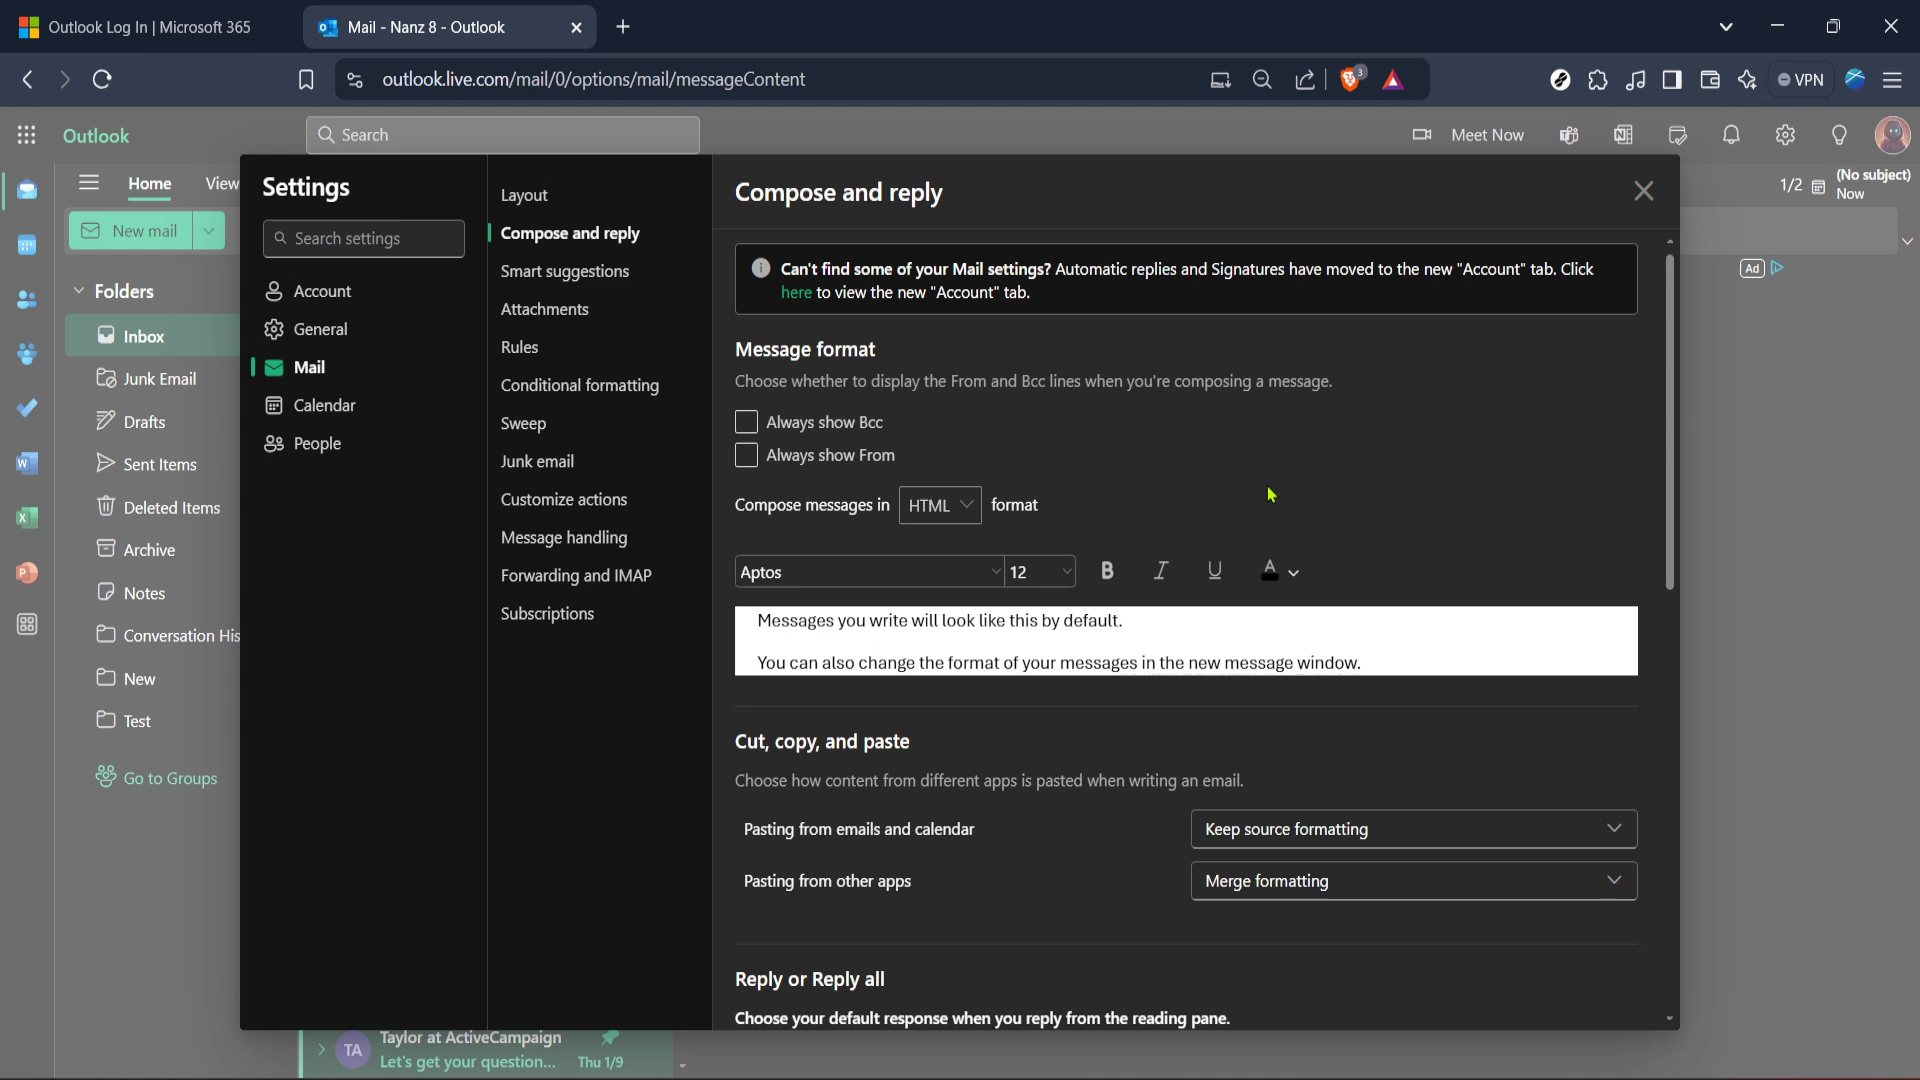 Outlook Log In | Microsoft 365
Mail - Nanz 8 - Outlook
outlook.live.com/mail/0/options/mail/messageContent
3
VPN
Outlook
Search
Meet Now
Home
View
New mail
Folders
Inbox
Junk Email
Drafts
Sent Items
Deleted Items
Archive
Notes
Conversation His
New
Test
Go to Groups
Settings
Search settings
Account
General
Mail
Calendar
People
Layout
Compose and reply
Smart suggestions
Attachments
Rules
Conditional formatting
Sweep
Junk email
Customize actions
Message handling
Forwarding and IMAP
Subscriptions
Compose and reply
Can't find some of your Mail settings? Automatic replies and Signatures have moved to the new "Account" tab. Click
here to view the new "Account" tab.
Message format
Choose whether to display the From and Bcc lines when you're composing a message.
Always show Bcc
Always show From
Compose messages in HTML format
Aptos 12 B I U A
Messages you write will look like this by default.
You can also change the format of your messages in the new message window.
Cut, copy, and paste
Choose how content from different apps is pasted when writing an email.
Pasting from emails and calendar Keep source formatting
Pasting from other apps Merge formatting
Reply or Reply all
Choose your default response when you reply from the reading pane.
1/2
(No subject)
Now
Ad
TA
Taylor at ActiveCampaign
Let's get your question... Thu 1/9